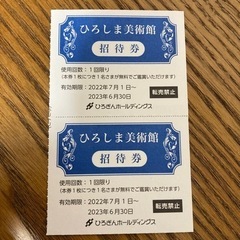 ひろしま美術館
招待券
使用回数：1回限り
(本券1枚につき1名さまが無料でご鑑賞いただけます)
有効期限：2022年7月1日～
2023年6月30日
転売禁止
ひろぎんホールディングス
ひろしま美術館
招待券
使用回数：1回限り
(本券1枚につき1名さまが無料でご鑑賞いただけます)
有効期限：2022年7月1日～
2023年6月30日
転売禁止
ひろぎんホールディングス